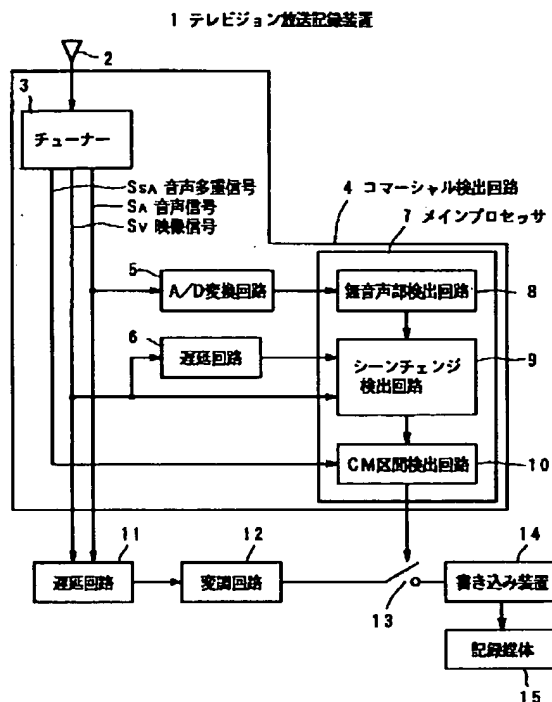 1 テレビジョン放送記録装置
2
3
チューナー
SSA 音声多重信号
SA 音声信号
SV 映像信号
4 コマーシャル検出回路
7 メインプロセッサ
5
A/D変換回路
無音声部検出回路
8
6
遅延回路
シーンチェンジ
検出回路
9
CM区間検出回路
10
11
遅延回路
12
変調回路
13
14
書き込み装置
記録媒体
15